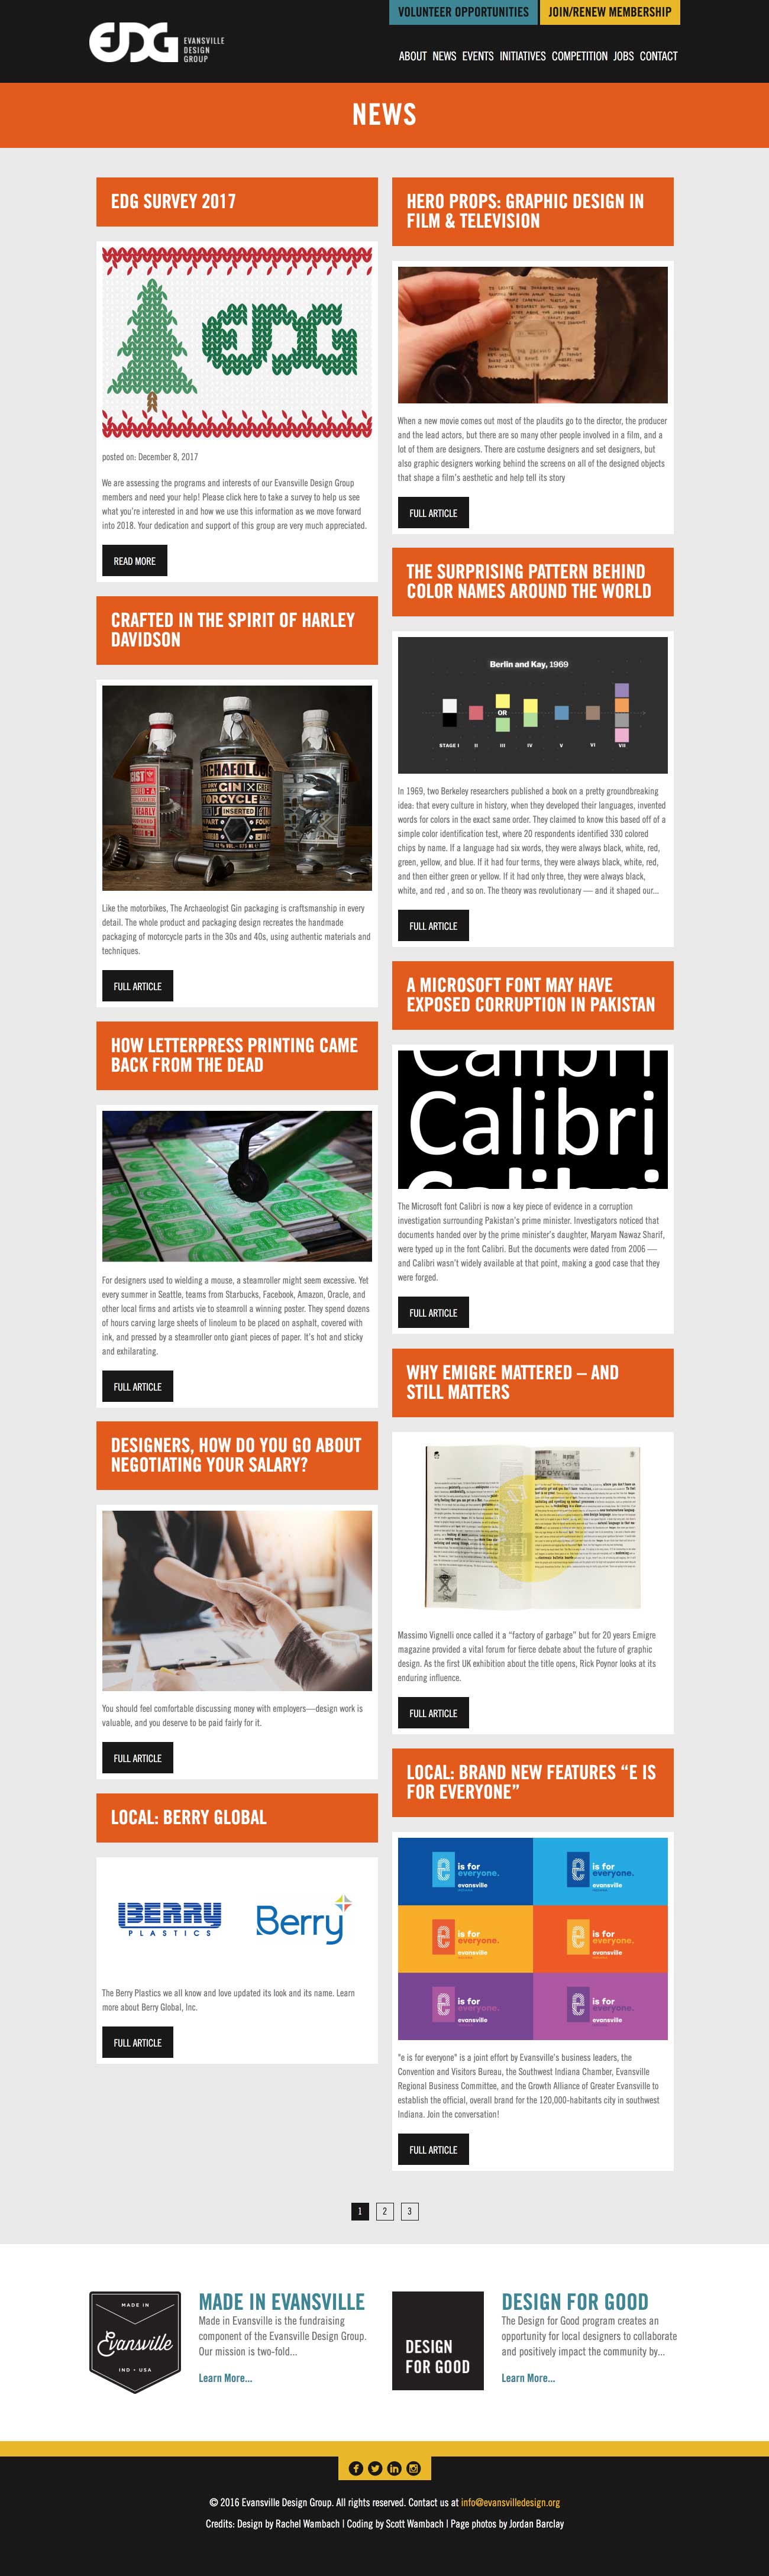 VOLUNTEER OPPORTUNITIES
JOIN/RENEW MEMBERSHIP
EDG
EVANSVILLE
DESIGN
GROUP
ABOUT NEWS EVENTS INITIATIVES COMPETITION JOBS CONTACT
NEWS
EDG SURVEY 2017
EDG
posted on: December 8, 2017
We are assessing the programs and interests of our Evansville Design Group
members and need your help! Please click here to take a survey to help us see
what you're interested in and how we use this information as we move forward
into 2018. Your dedication and support of this group are very much appreciated.
READ MORE
CRAFTED IN THE SPIRIT OF HARLEY
DAVIDSON
Like the motorbikes, The Archaeologist Gin packaging is craftsmanship in every
detail. The whole product and packaging design recreates the handmade
packaging of motorcycle parts in the 30s and 40s, using authentic materials and
techniques.
FULL ARTICLE
HOW LETTERPRESS PRINTING CAME
BACK FROM THE DEAD
For designers used to wielding a mouse, a steamroller might seem excessive. Yet
every summer in Seattle, teams from Starbucks, Facebook, Amazon, Oracle, and
other local firms and artists vie to steamroll a winning poster. They spend dozens
of hours carving large sheets of linoleum to be placed on asphalt, covered with
ink, and pressed by a steamroller onto giant pieces of paper. It's hot and sticky
and exhilarating.
FULL ARTICLE
DESIGNERS, HOW DO YOU GO ABOUT
NEGOTIATING YOUR SALARY?
You should feel comfortable discussing money with employers—design work is
valuable, and you deserve to be paid fairly for it.
FULL ARTICLE
LOCAL: BERRY GLOBAL
BERRY
PLASTICS
Berry
The Berry Plastics we all know and love updated its look and its name. Learn
more about Berry Global, Inc.
FULL ARTICLE
HERO PROPS: GRAPHIC DESIGN IN
FILM & TELEVISION
When a new movie comes out most of the plaudits go to the director, the producer
and the lead actors, but there are so many other people involved in a film, and a
lot of them are designers. There are costume designers and set designers, but
also graphic designers working behind the screens on all of the designed objects
that shape a film's aesthetic and help tell its story
FULL ARTICLE
THE SURPRISING PATTERN BEHIND
COLOR NAMES AROUND THE WORLD
Berlin and Kay, 1969
OR
STAGE I II III IV V VI VII
In 1969, two Berkeley researchers published a book on a pretty groundbreaking
idea: that every culture in history, when they developed their languages, invented
words for colors in the exact same order. They claimed to know this based off of a
simple color identification test, where 20 respondents identified 330 colored
chips by name. If a language had six words, they were always black, white, red,
green, yellow, and blue. If it had four terms, they were always black, white, red,
and then either green or yellow. If it had only three, they were always black,
white, and red , and so on. The theory was revolutionary — and it shaped our...
FULL ARTICLE
A MICROSOFT FONT MAY HAVE
EXPOSED CORRUPTION IN PAKISTAN
Calibri
Calibri
Calibri
The Microsoft font Calibri is now a key piece of evidence in a corruption
investigation surrounding Pakistan's prime minister. Investigators noticed that
documents handed over by the prime minister's daughter, Maryam Nawaz Sharif,
were typed up in the font Calibri. But the documents were dated from 2006 —
and Calibri wasn't widely available at that point, making a good case that they
were forged.
FULL ARTICLE
WHY EMIGRE MATTERED – AND
STILL MATTERS
Massimo Vignelli once called it a "factory of garbage" but for 20 years Emigre
magazine provided a vital forum for fierce debate about the future of graphic
design. As the first UK exhibition about the title opens, Rick Poynor looks at its
enduring influence.
FULL ARTICLE
LOCAL: BRAND NEW FEATURES “E IS
FOR EVERYONE”
e is for everyone. evansville
e is for everyone. evansville
e is for everyone. evansville
e is for everyone. evansville
e is for everyone. evansville
e is for everyone. evansville
"e is for everyone" is a joint effort by Evansville's business leaders, the
Convention and Visitors Bureau, the Southwest Indiana Chamber, Evansville
Regional Business Committee, and the Growth Alliance of Greater Evansville to
establish the official, overall brand for the 120,000-habitants city in southwest
Indiana. Join the conversation!
FULL ARTICLE
1 2 3
MADE IN
Evansville
IND • USA
MADE IN EVANSVILLE
Made in Evansville is the fundraising
component of the Evansville Design Group.
Our mission is two-fold...
Learn More...
DESIGN
FOR GOOD
DESIGN FOR GOOD
The Design for Good program creates an
opportunity for local designers to collaborate
and positively impact the community by...
Learn More...
© 2016 Evansville Design Group. All rights reserved. Contact us at info@evansvilledesign.org
Credits: Design by Rachel Wambach | Coding by Scott Wambach | Page photos by Jordan Barclay